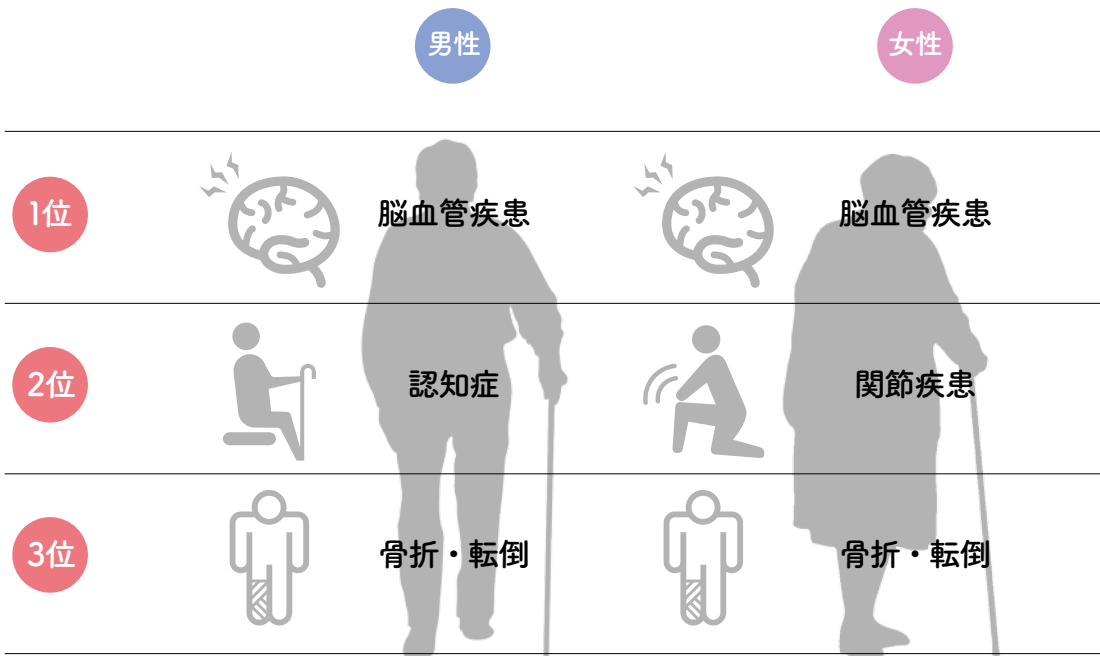 男性 女性
1位 脳血管疾患 脳血管疾患
2位 認知症 関節疾患
3位 骨折・転倒 骨折・転倒